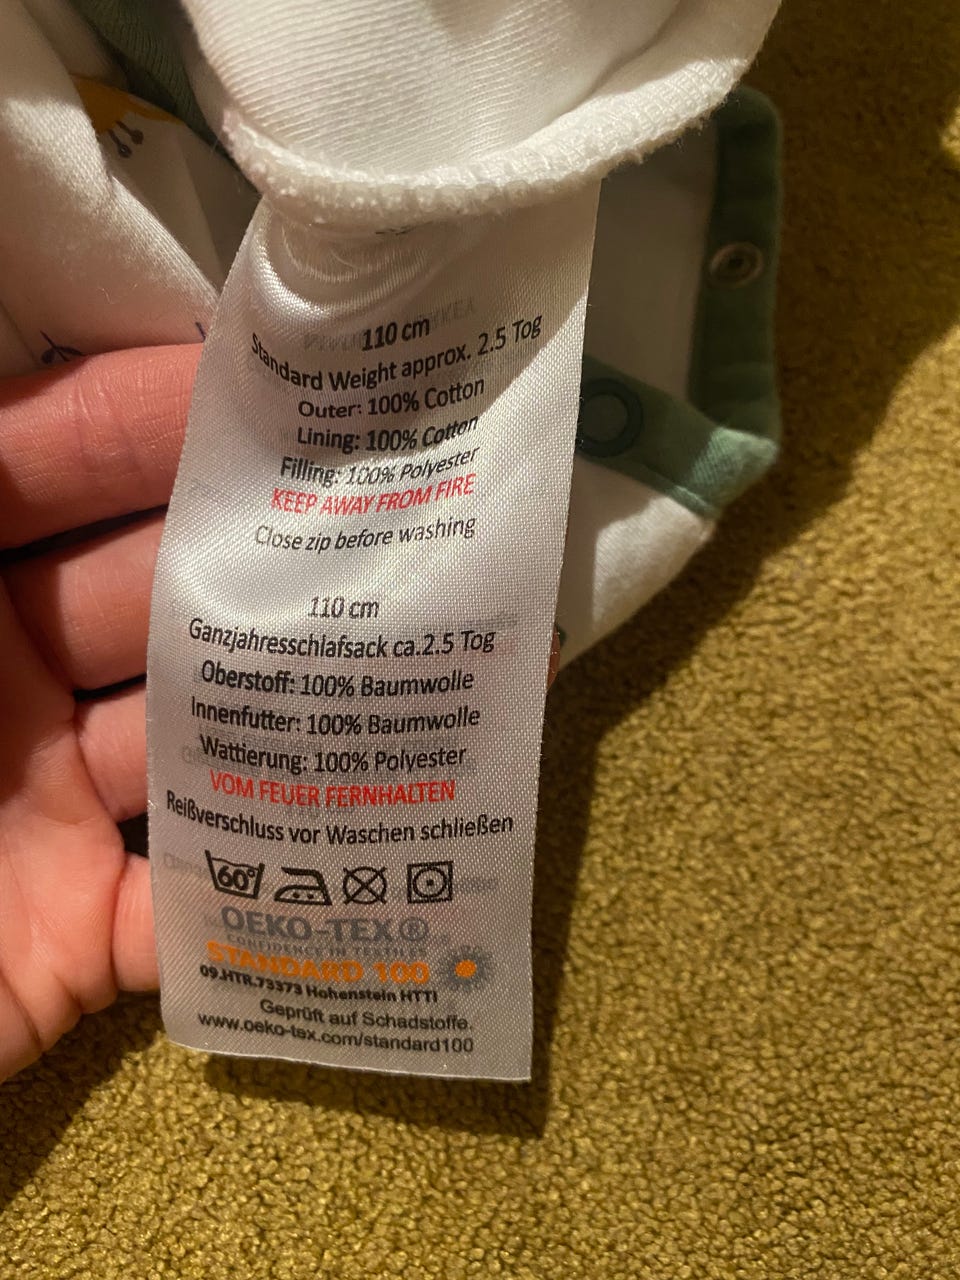 110 cm
Standard Weight approx. 2.5 Tog
Outer: 100% Cotton
Lining: 100% Cotton
Filling: 100% Polyester
KEEP AWAY FROM FIRE
Close zip before washing
110 cm
Ganzjahresschlafsack ca.2.5 Tog
Oberstoff: 100% Baumwolle
Innenfutter: 100% Baumwolle
Wattierung: 100% Polyester
VOM FEUER FERNHALTEN
Reißverschluss vor Waschen schließen
60°
OEKO-TEX®
CONFIDENCE IN TEXTILES
STANDARD 100
09.HTR.73373 Hohenstein HTTI
Geprüft auf Schadstoffe.
www.oeko-tex.com/standard100